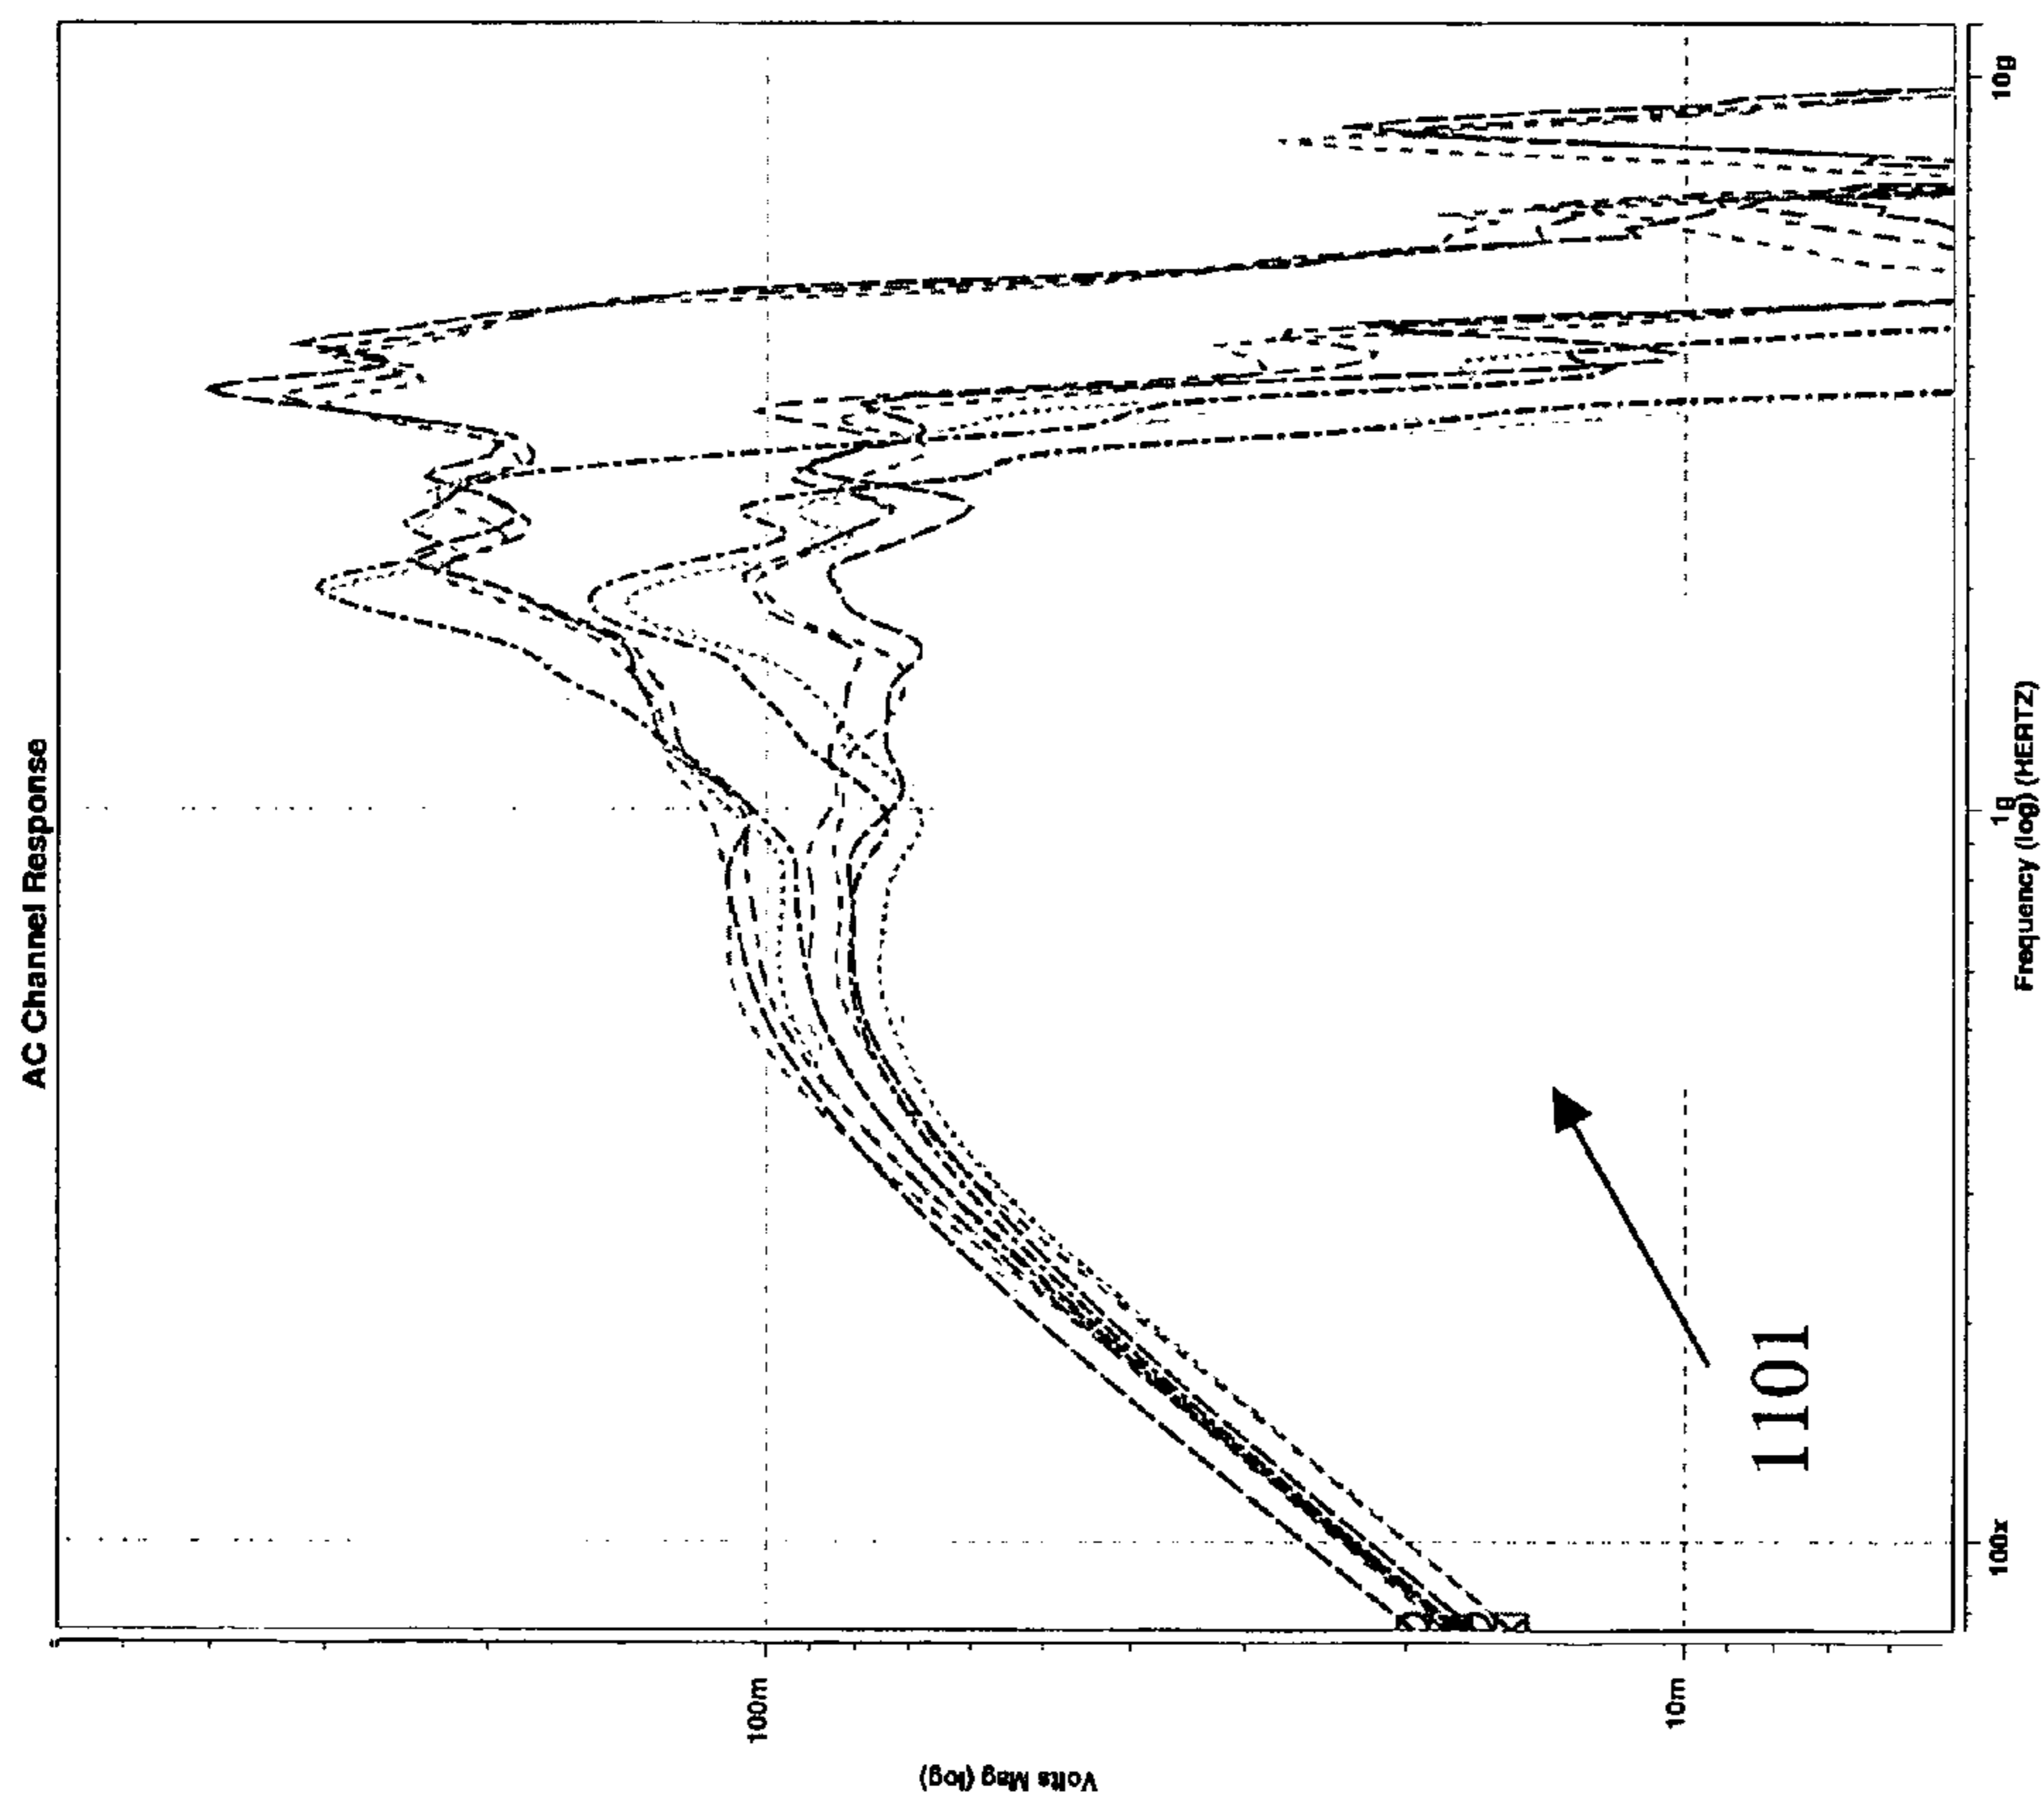 AC Channel Response
Volts Mag (log)
100m
10m
1101
100x
1g
10g
Frequency (log) (HERTZ)